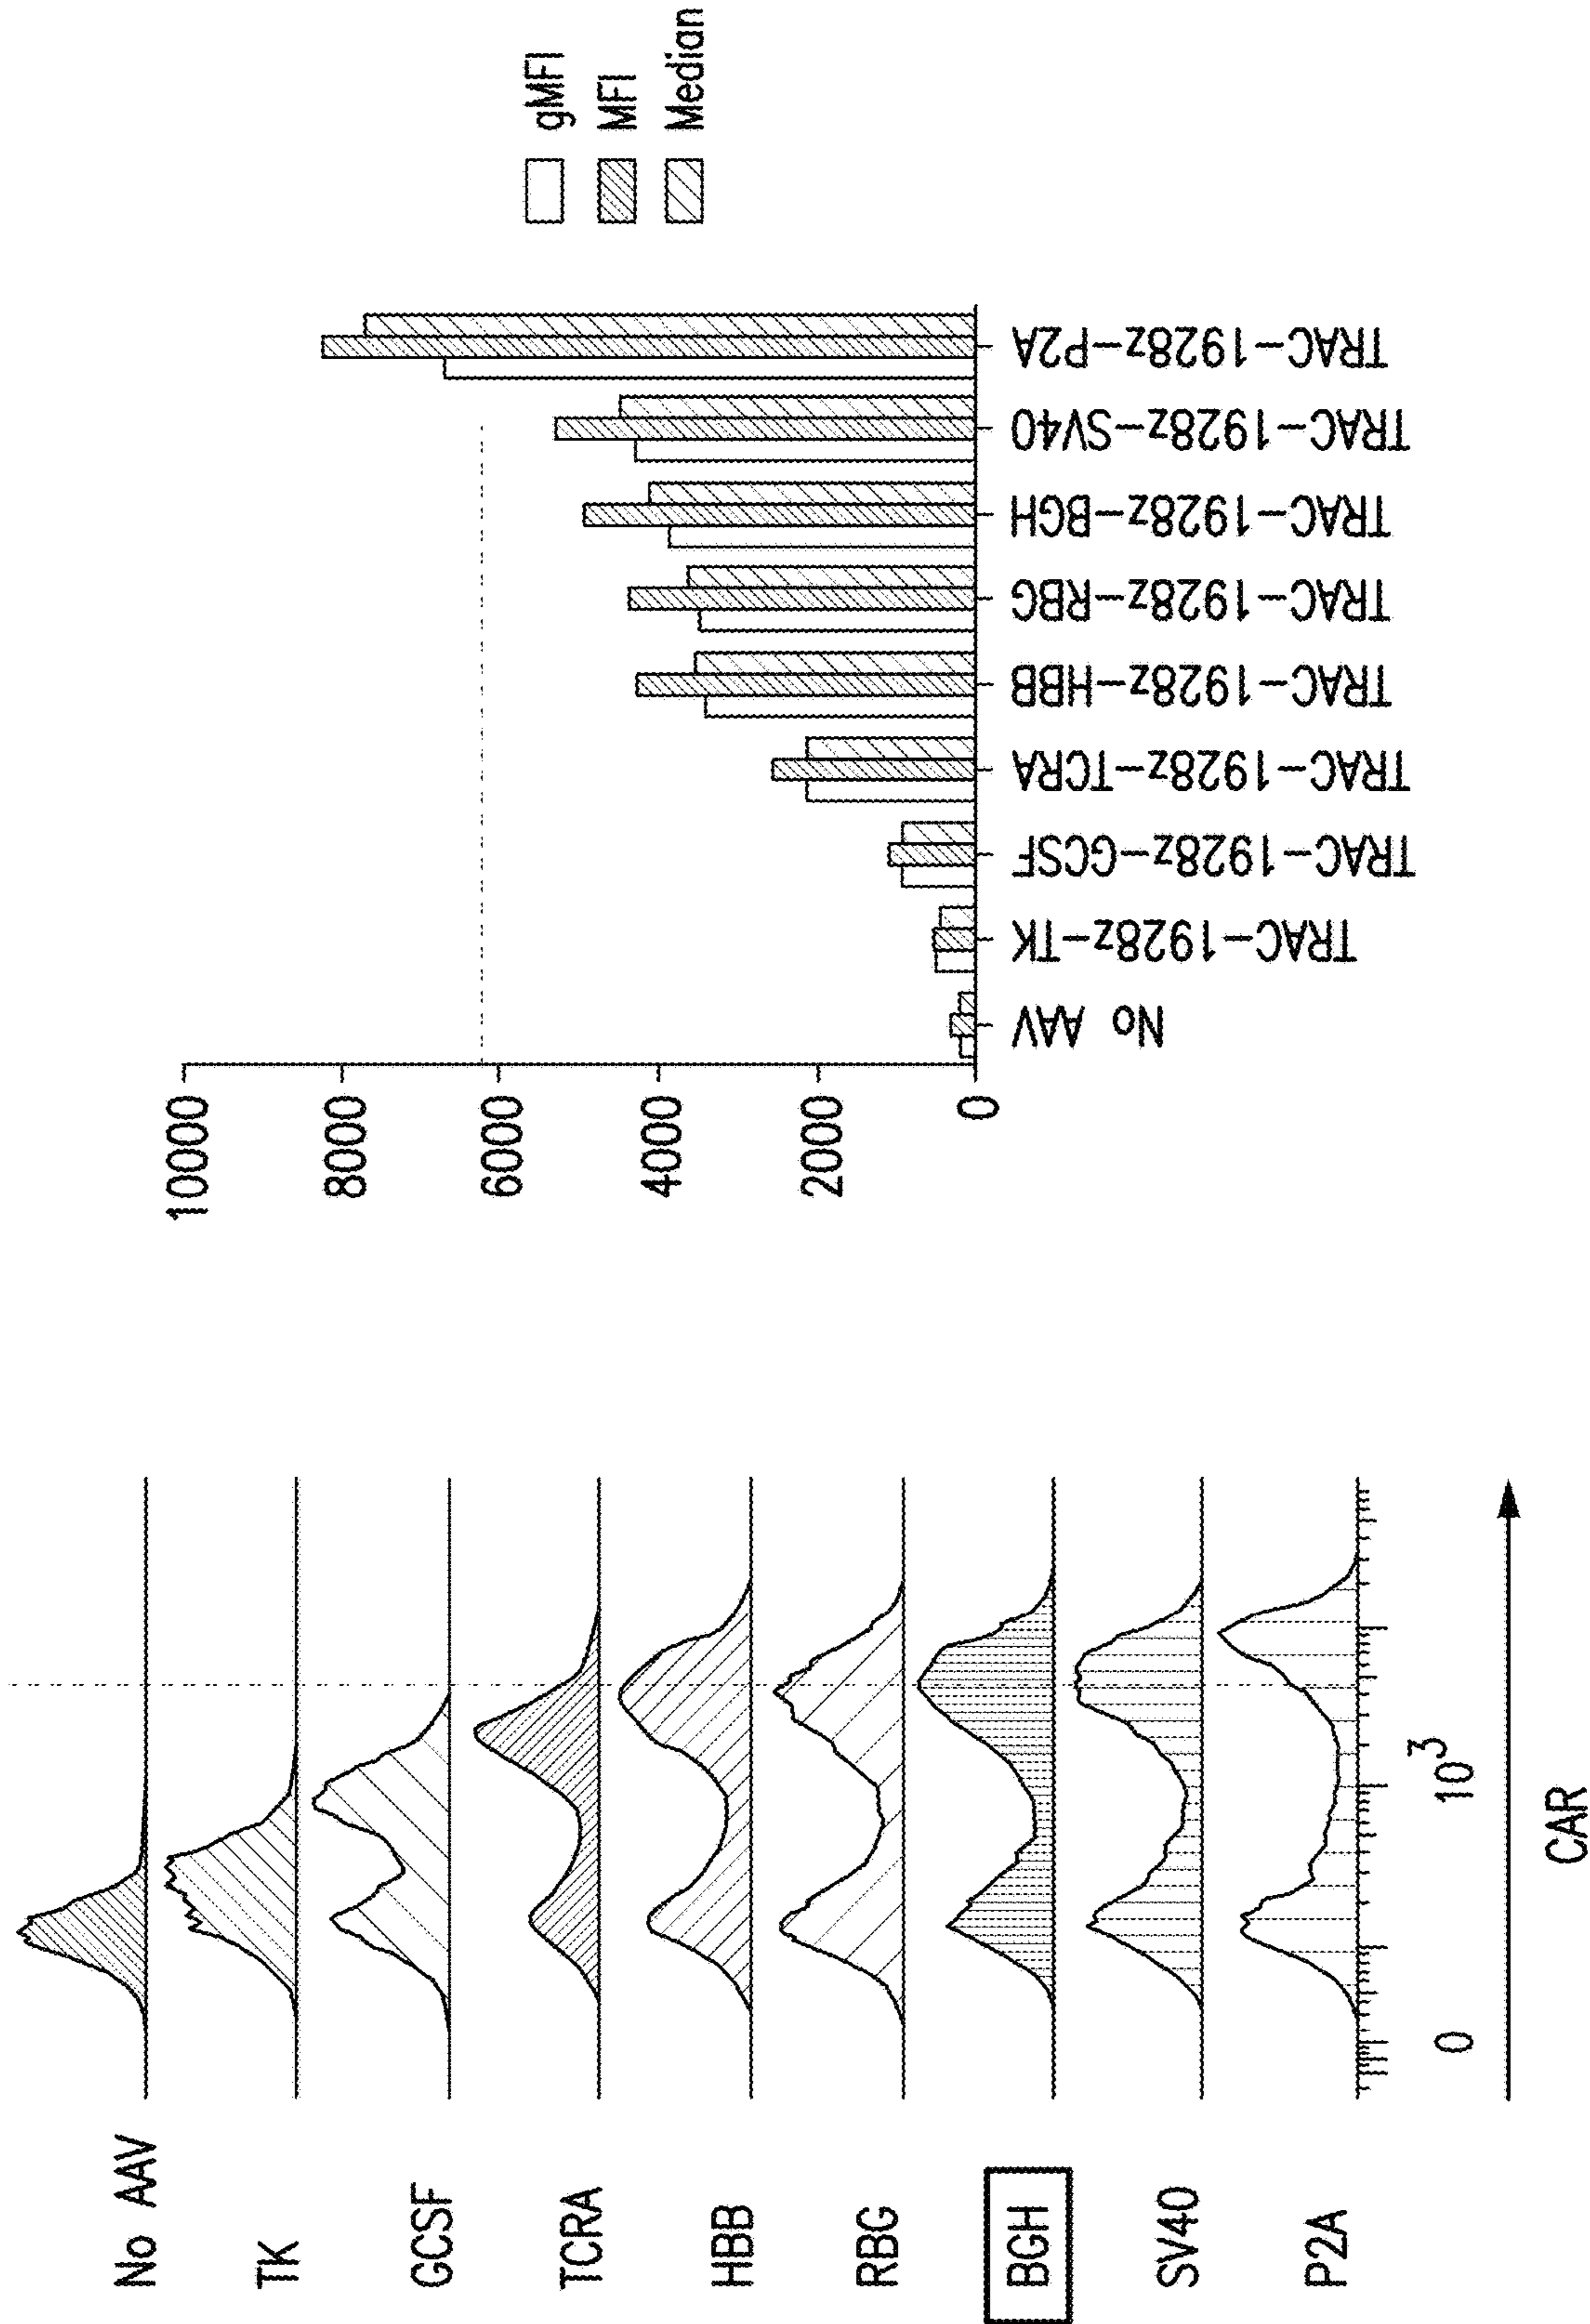 No AAV
TK
GCSF
TCRA
HBB
RBG
BGH
SV40
P2A
0
10³
CAR
10000
8000
6000
4000
2000
0
No AAV
TRAC-1928z-TK
TRAC-1928z-GCSF
TRAC-1928z-TCRA
TRAC-1928z-HBB
TRAC-1928z-RBG
TRAC-1928z-BGH
TRAC-1928z-SV40
TRAC-1928z-P2A
gMFI
MFI
Median